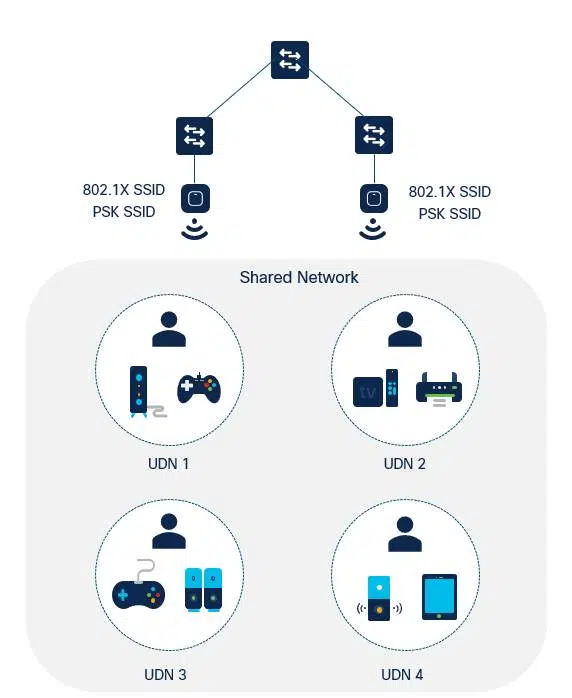 802.1X SSID
PSK SSID
802.1X SSID
PSK SSID
Shared Network
tv
UDN 1
UDN 2
UDN 3
UDN 4